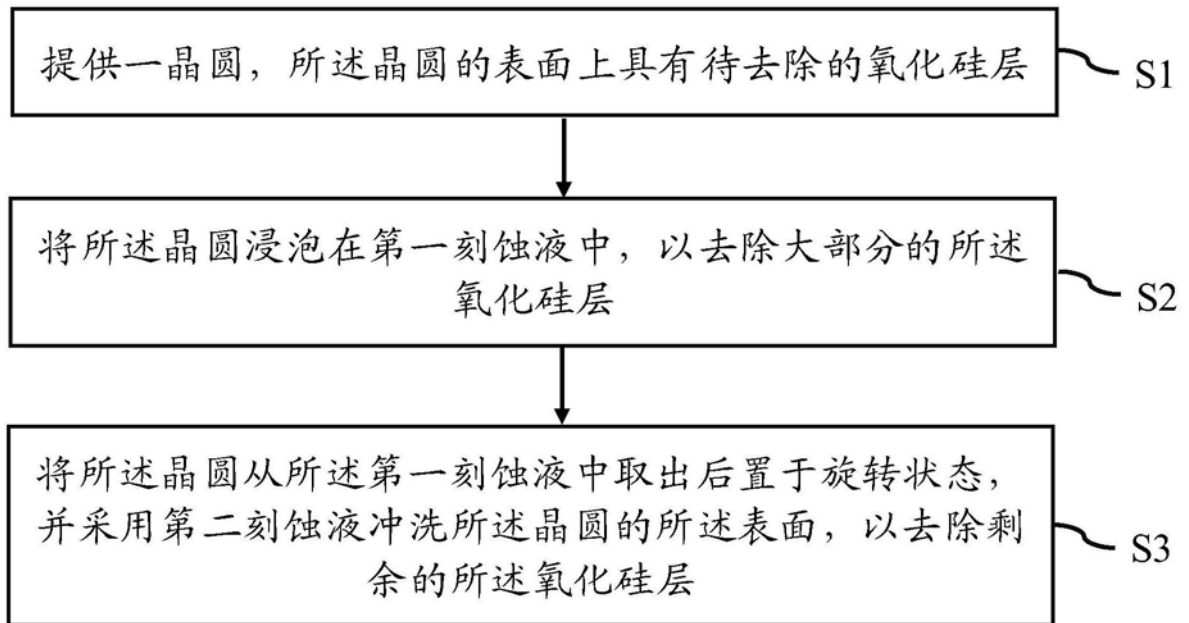 提供一晶圆，所述晶圆的表面上具有待去除的氧化硅层
S1
将所述晶圆浸泡在第一刻蚀液中，以去除大部分的所述
氧化硅层
S2
将所述晶圆从所述第一刻蚀液中取出后置于旋转状态，
并采用第二刻蚀液冲洗所述晶圆的所述表面，以去除剩
余的所述氧化硅层
S3